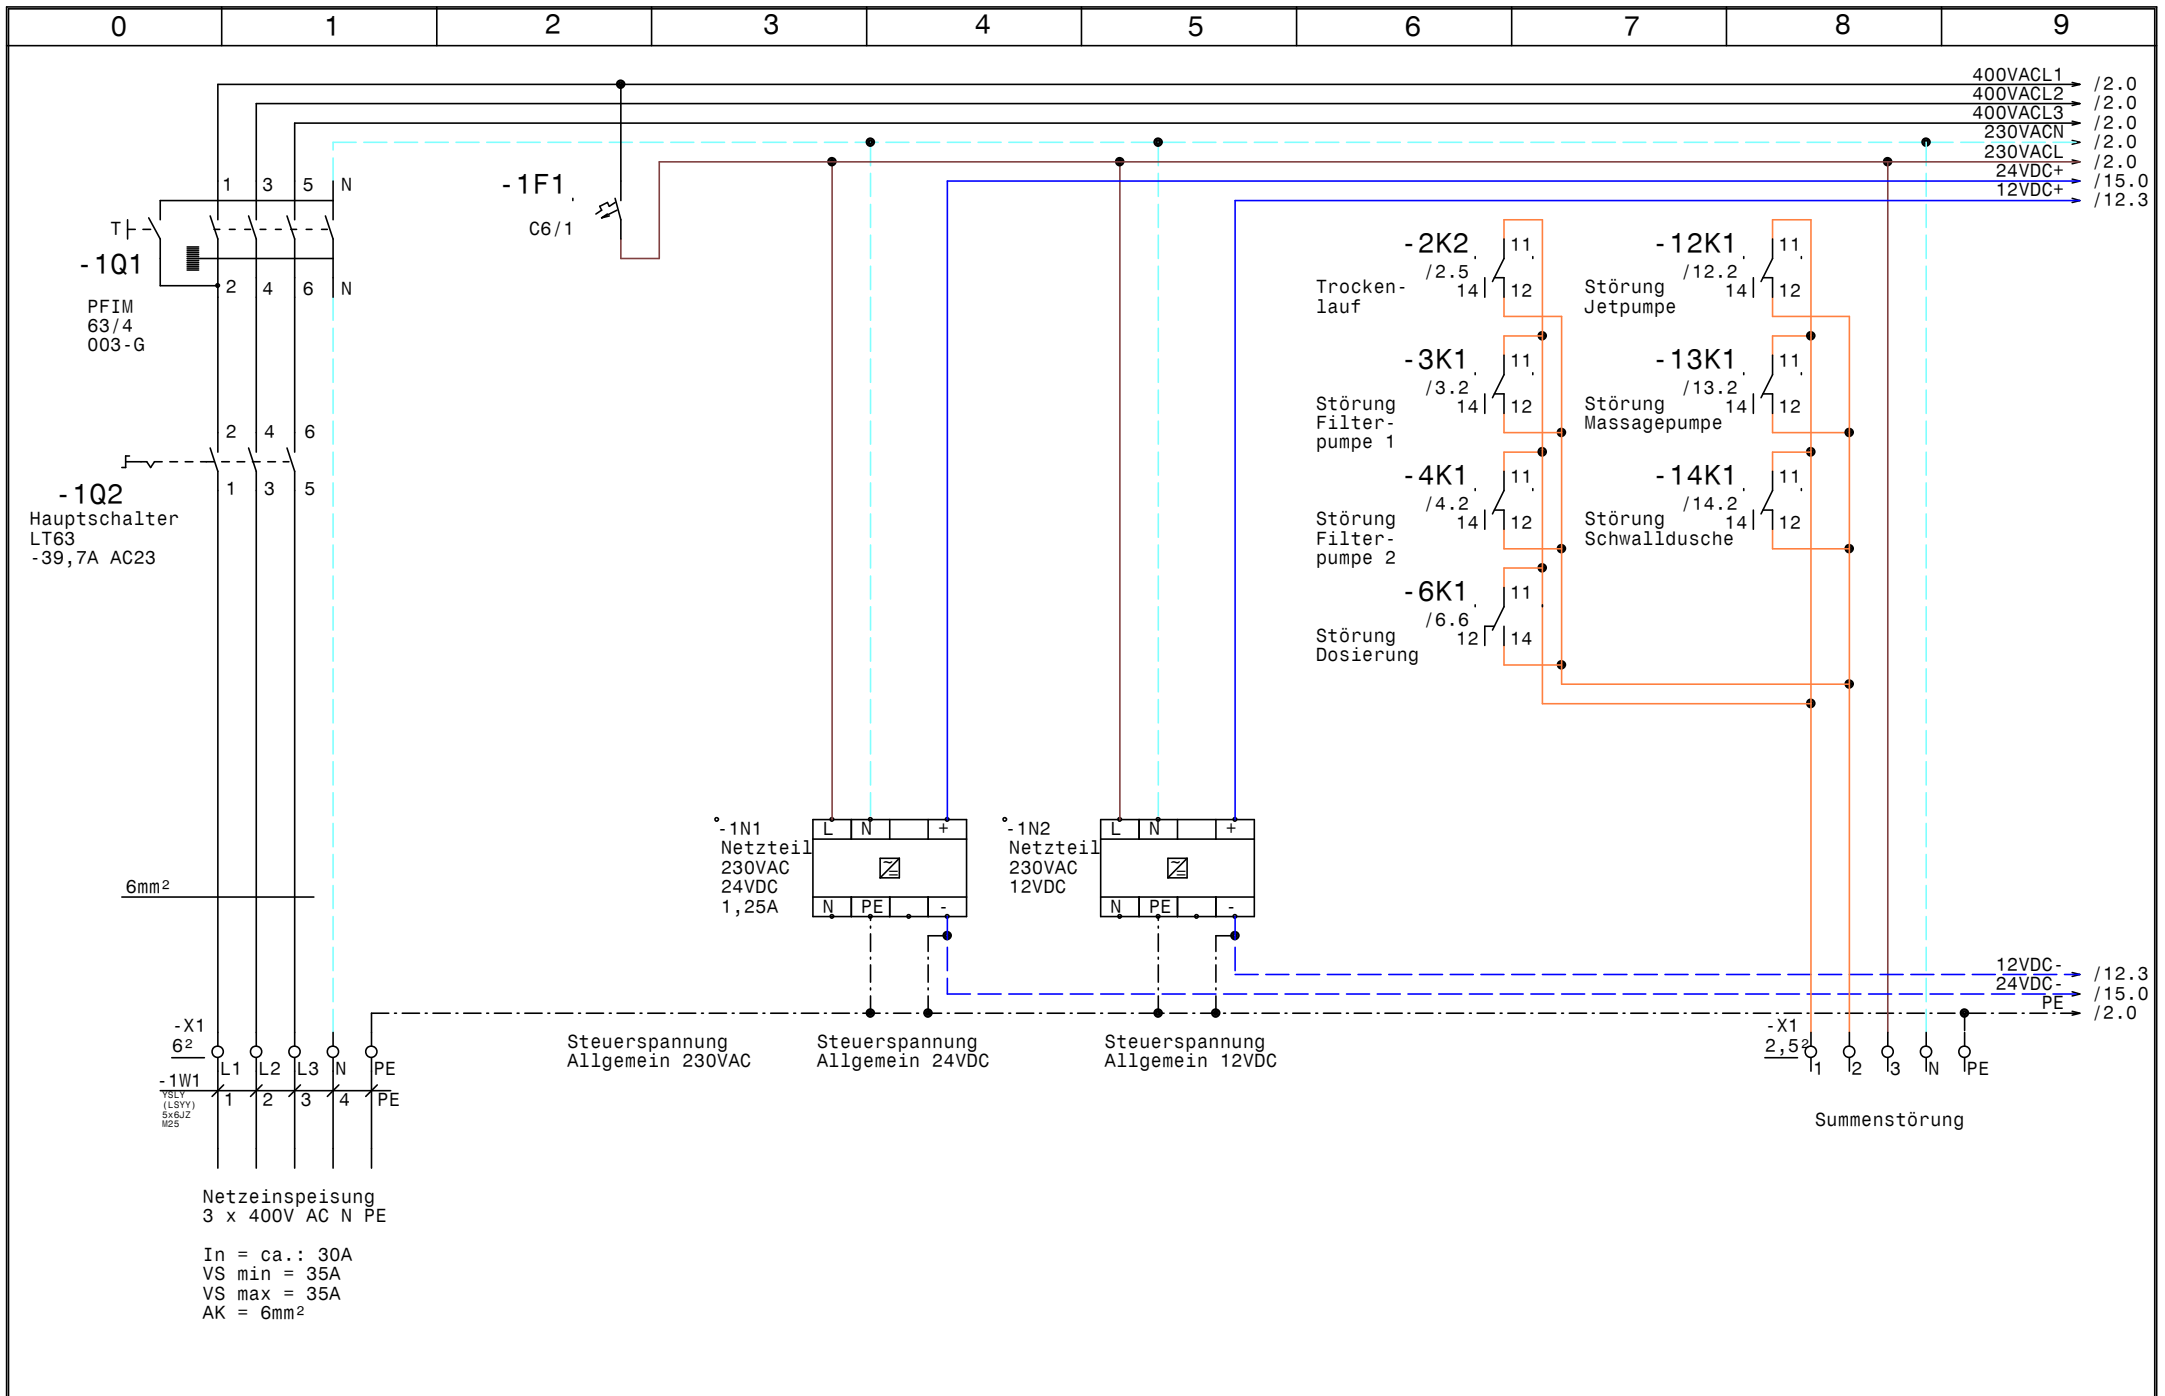 0 1 2 3 4 5 6 7 8 9
400VACL1 /2.0
400VACL2 /2.0
400VACL3 /2.0
230VACN /2.0
230VACL /2.0
24VDC+ /15.0
12VDC+ /12.3
1 3 5 N
T
-1Q1
2 4 6 N
PFIM
63/4
003-G
-1F1
C6/1
2 4 6
-1Q2
1 3 5
Hauptschalter
LT63
-39,7A AC23
-2K2 11
/2.5
14 12
Trocken-
lauf
-3K1 11
/3.2
14 12
Störung
Filter-
pumpe 1
-4K1 11
/4.2
14 12
Störung
Filter-
pumpe 2
-6K1 11
/6.6
12 14
Störung
Dosierung
-12K1 11
/12.2
14 12
Störung
Jetpumpe
-13K1 11
/13.2
14 12
Störung
Massagepumpe
-14K1 11
/14.2
14 12
Störung
Schwalldusche
-1N1
Netzteil
230VAC
24VDC
1,25A
L N +
N PE -
-1N2
Netzteil
230VAC
12VDC
L N +
N PE -
6mm²
12VDC- /12.3
24VDC- /15.0
PE /2.0
-X1
6²
L1 L2 L3 N PE
-1W1
YSLY
(LSYY)
5x6JZ
M25
1 2 3 4 PE
Steuerspannung
Allgemein 230VAC
Steuerspannung
Allgemein 24VDC
Steuerspannung
Allgemein 12VDC
-X1
2,5²
1 2 3 N PE
Summenstörung
Netzeinspeisung
3 x 400V AC N PE
In = ca.: 30A
VS min = 35A
VS max = 35A
AK = 6mm²